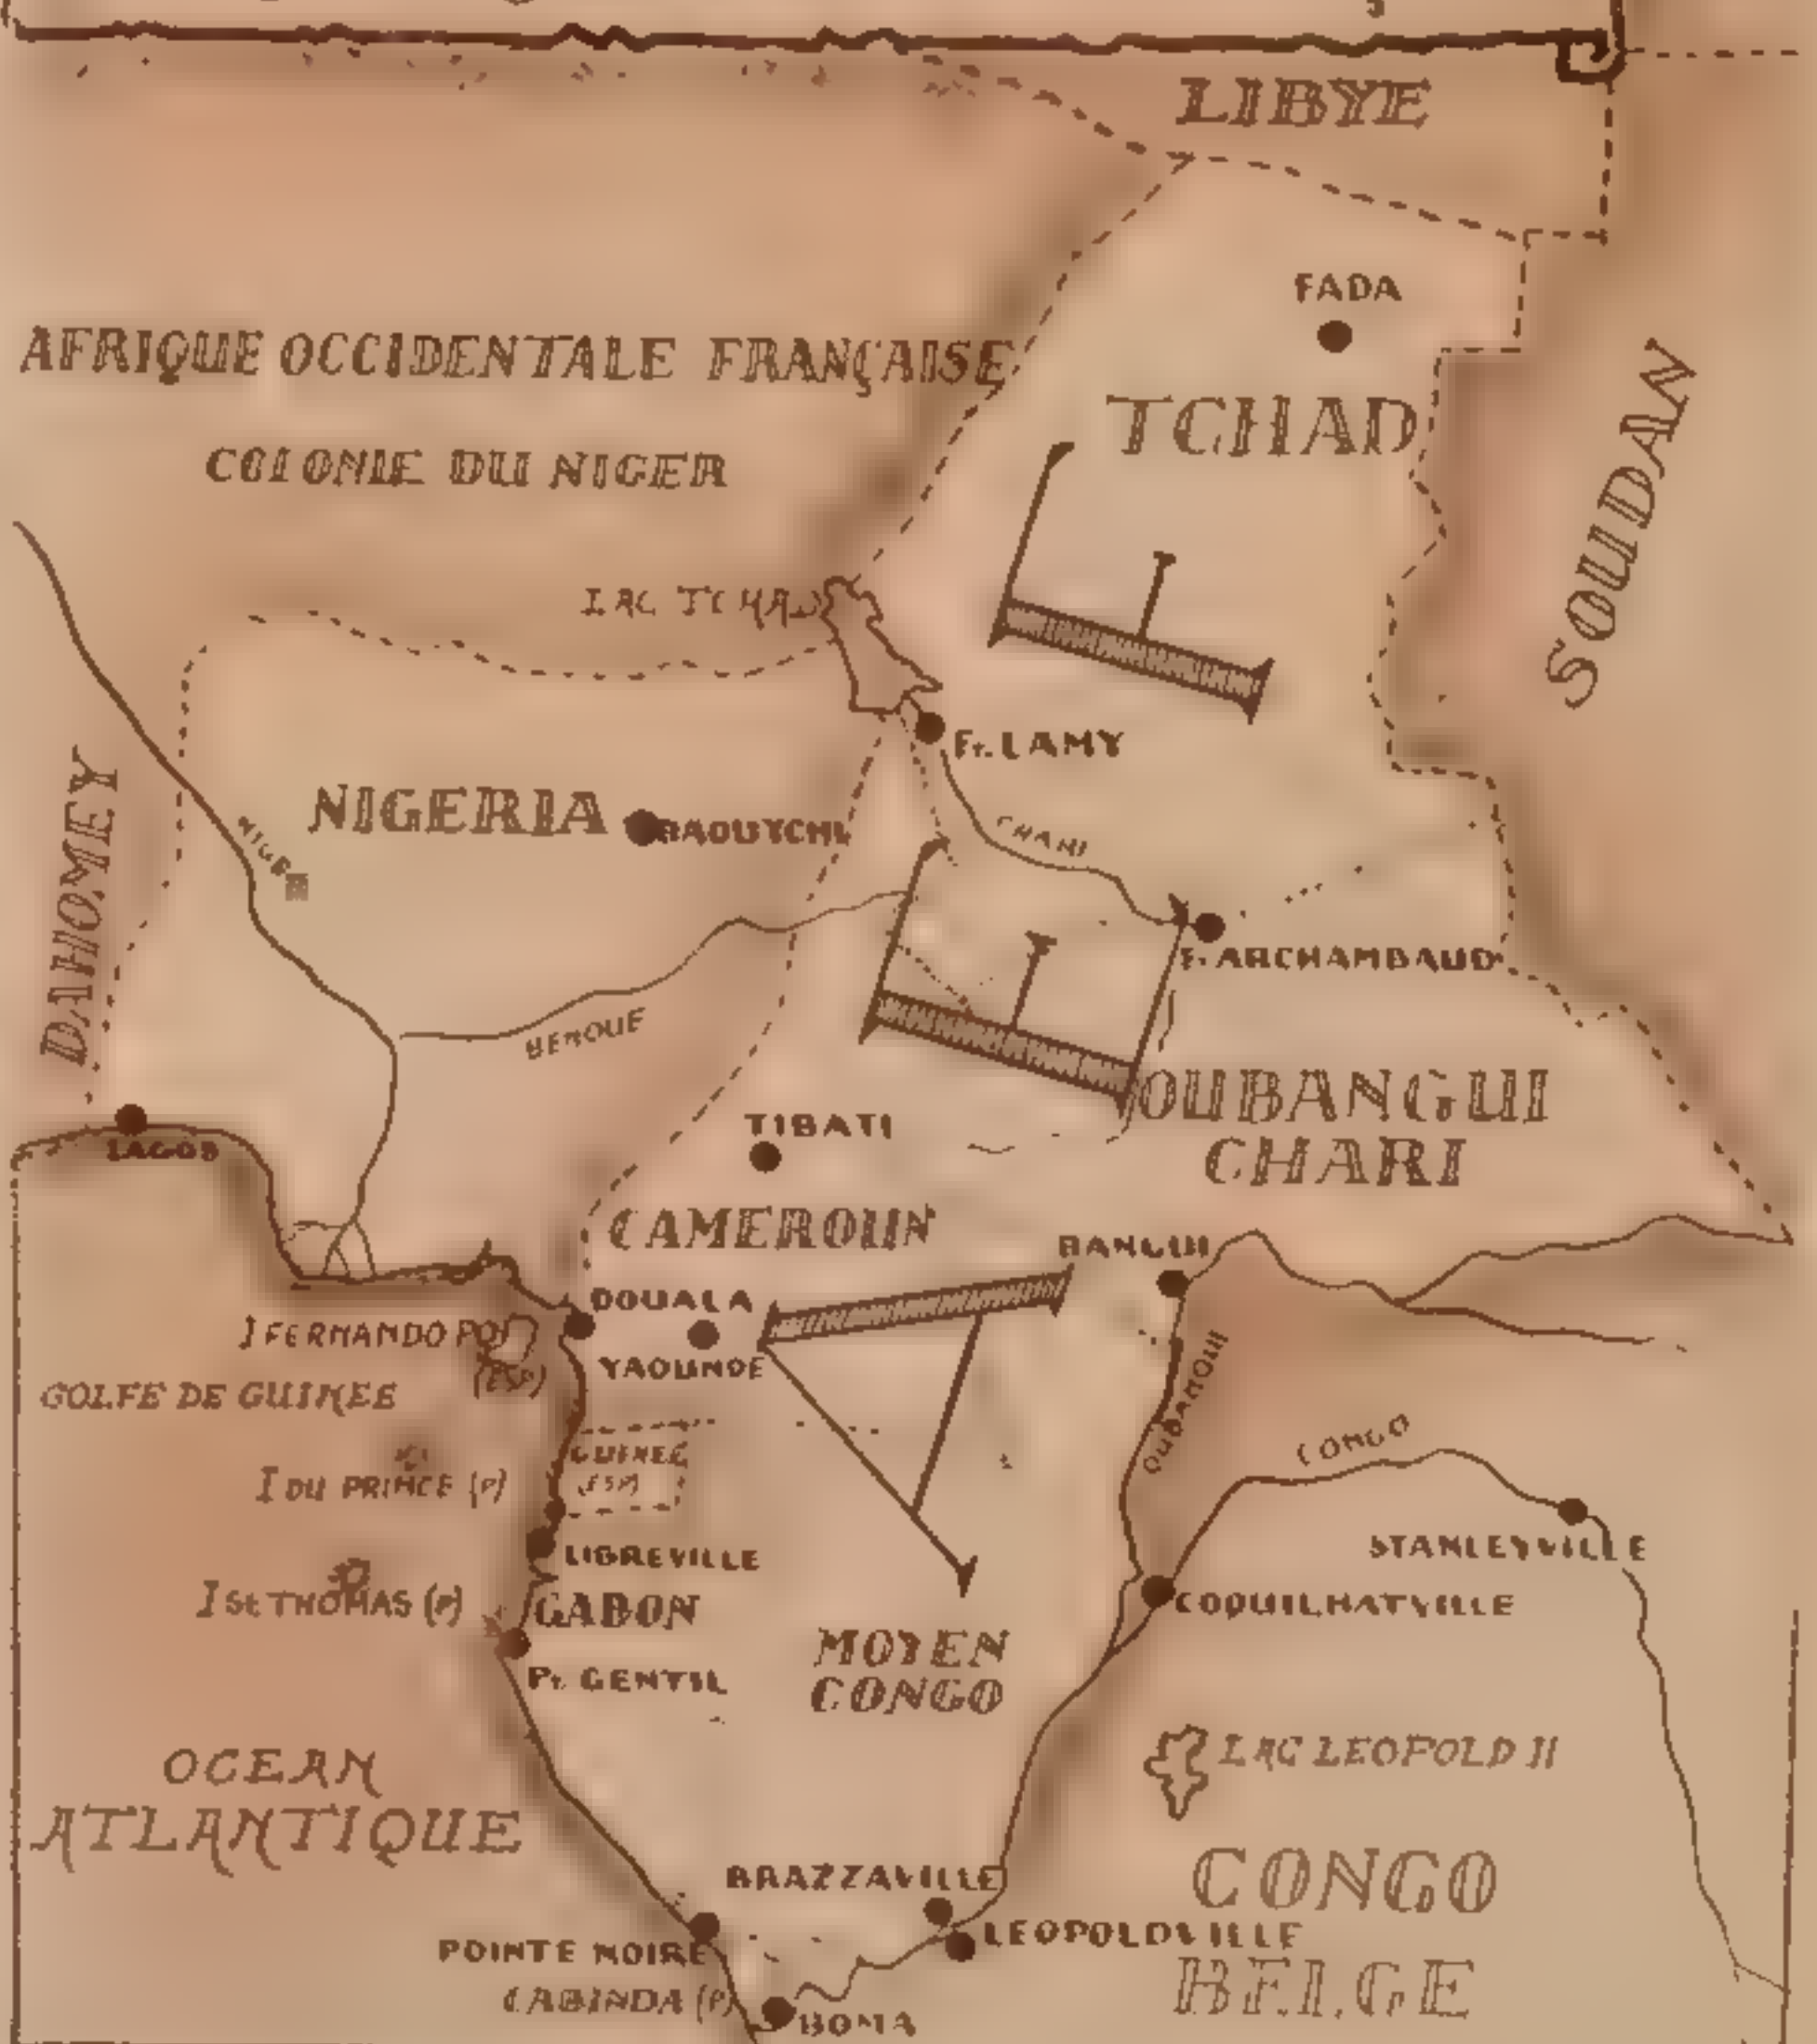 LIBYE
FADA
AFRIQUE OCCIDENTALE FRANÇAISE
TCHAD
COLONIE DU NIGER
SOUDAN
LAC TCHAD
Ft. LAMY
NIGERIA
BAOUTCHI
DAHOMEY
NIGER
CHARI
Ft ARCHAMBAUD
BENOUE
OUBANGUI
CHARI
TIBATI
LAGOS
CAMEROUN
BANGUI
DOUALA
I FERNANDO PO
(ESP)
YAOUNDE
GOLFE DE GUINEE
OUBANGUI
CONGO
GUINEE
(ESP)
I DU PRINCE (P)
STANLEYVILLE
LIBREVILLE
I St THOMAS (P)
GABON
COQUILHATVILLE
MOYEN
CONGO
Pt. GENTIL
OCEAN
ATLANTIQUE
LAC LEOPOLD II
CONGO
BELGE
BRAZZAVILLE
LEOPOLDVILLE
POINTE NOIRE
CABINDA (P)
BOMA